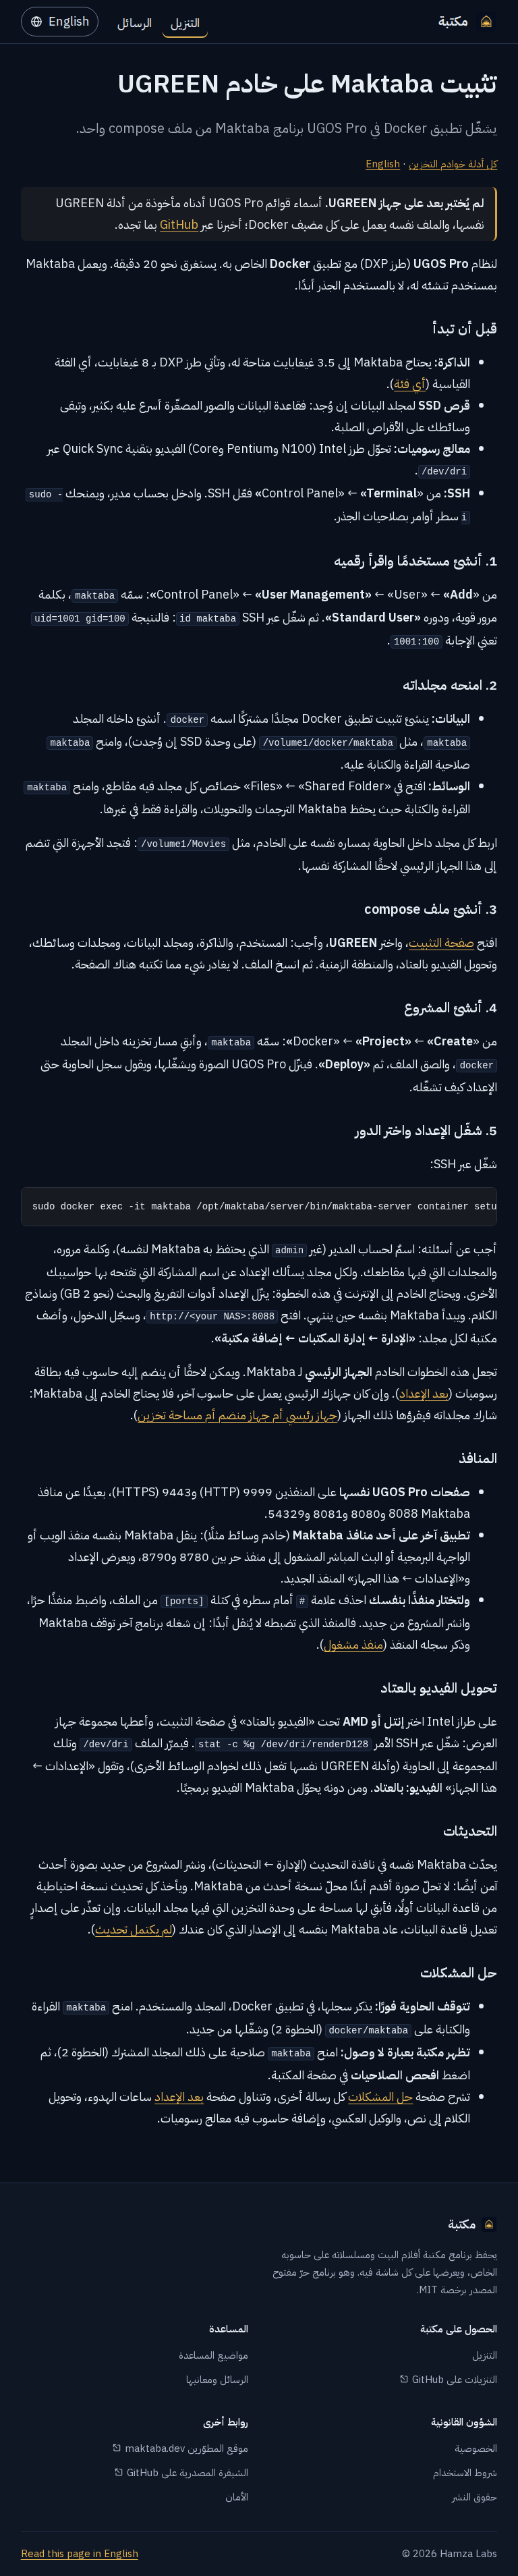 مكتبة
التنزيل
الرسائل
English
تثبيت Maktaba على خادم UGREEN
يشغّل تطبيق Docker في UGOS Pro برنامج Maktaba من ملف compose واحد.
كل أدلة خوادم التخزين · English
لم يُختبر بعد على جهاز UGREEN. أسماء قوائم UGOS Pro أدناه مأخوذة من أدلة UGREEN
نفسها، والملف نفسه يعمل على كل مضيف Docker؛ أخبرنا عبر GitHub بما تجده.
لنظام UGOS Pro (طرز DXP) مع تطبيق Docker الخاص به. يستغرق نحو 20 دقيقة. ويعمل Maktaba
بمستخدم تنشئه له، لا بالمستخدم الجذر أبدًا.
قبل أن تبدأ
الذاكرة: يحتاج Maktaba إلى 3.5 غيغابايت متاحة له، وتأتي طرز DXP بـ 8 غيغابايت، أي الفئة
القياسية (أي فئة).
قرص SSD لمجلد البيانات إن وُجد: فقاعدة البيانات والصور المصغّرة أسرع عليه بكثير، وتبقى
وسائطك على الأقراص الصلبة.
معالج رسوميات: تحوّل طرز Intel (N100 وPentium وCore) الفيديو بتقنية Quick Sync عبر
/dev/dri.
SSH: من «Control Panel» ← «Terminal» فعّل SSH. وادخل بحساب مدير، ويمنحك sudo -
i سطر أوامر بصلاحيات الجذر.
1. أنشئ مستخدمًا واقرأ رقميه
من «Control Panel» ← «User Management» ← «User» ← «Add»: سمّه maktaba، بكلمة
مرور قوية، ودوره «Standard User». ثم شغّل عبر SSH id maktaba: فالنتيجة uid=1001 gid=100
تعني الإجابة 1001:100.
2. امنحه مجلداته
البيانات: ينشئ تثبيت تطبيق Docker مجلدًا مشتركًا اسمه docker. أنشئ داخله المجلد
maktaba، مثل /volume1/docker/maktaba (على وحدة SSD إن وُجدت)، وامنح maktaba
صلاحية القراءة والكتابة عليه.
الوسائط: افتح في «Files» ← «Shared Folder» خصائص كل مجلد فيه مقاطع، وامنح maktaba
القراءة والكتابة حيث يحفظ Maktaba الترجمات والتحويلات، والقراءة فقط في غيرها.
اربط كل مجلد داخل الحاوية بمساره نفسه على الخادم، مثل /volume1/Movies: فتجد الأجهزة التي تنضم
إلى هذا الجهاز الرئيسي لاحقًا المشاركة نفسها.
3. أنشئ ملف compose
افتح صفحة التثبيت، واختر UGREEN، وأجب: المستخدم، والذاكرة، ومجلد البيانات، ومجلدات وسائطك،
وتحويل الفيديو بالعتاد، والمنطقة الزمنية. ثم انسخ الملف. لا يغادر شيء مما تكتبه هناك الصفحة.
4. أنشئ المشروع
من «Docker» ← «Project» ← «Create»: سمّه maktaba، وأبقِ مسار تخزينه داخل المجلد
docker، والصق الملف، ثم «Deploy». فينزّل UGOS Pro الصورة ويشغّلها، ويقول سجل الحاوية حتى
الإعداد كيف تشغّله.
5. شغّل الإعداد واختر الدور
شغّل عبر SSH:
sudo docker exec -it maktaba /opt/maktaba/server/bin/maktaba-server container setu
أجب عن أسئلته: اسمٌ لحساب المدير (غير admin الذي يحتفظ به Maktaba لنفسه)، وكلمة مروره،
والمجلدات التي فيها مقاطعك. ولكل مجلد يسألك الإعداد عن اسم المشاركة التي تفتحه بها حواسيبك
الأخرى. ويحتاج الخادم إلى الإنترنت في هذه الخطوة: ينزّل الإعداد أدوات التفريغ والبحث (نحو 2 GB) ونماذج
الكلام. ويبدأ Maktaba بنفسه حين ينتهي. افتح http://<your NAS>:8088، وسجّل الدخول، وأضف
مكتبة لكل مجلد: «الإدارة ← إدارة المكتبات ← إضافة مكتبة».
تجعل هذه الخطوات الخادم الجهاز الرئيسي لـ Maktaba. ويمكن لاحقًا أن ينضم إليه حاسوب فيه بطاقة
رسوميات (بعد الإعداد). وإن كان جهازك الرئيسي يعمل على حاسوب آخر، فلا يحتاج الخادم إلى Maktaba:
شارك مجلداته فيقرؤها ذلك الجهاز (جهاز رئيسي أم جهاز منضم أم مساحة تخزين).
المنافذ
صفحات UGOS Pro نفسها على المنفذين 9999 (HTTP) و9443 (HTTPS)، بعيدًا عن منافذ
Maktaba 8088 و8080 و8081 و54329.
تطبيق آخر على أحد منافذ Maktaba (خادم وسائط مثلًا): ينقل Maktaba بنفسه منفذ الويب أو
الواجهة البرمجية أو البث المباشر المشغول إلى منفذ حر بين 8780 و8790، ويعرض الإعداد
و«الإعدادات ← هذا الجهاز» المنفذ الجديد.
ولتختار منفذًا بنفسك احذف علامة # أمام سطره في كتلة [ports] من الملف، واضبط منفذًا حرًا،
وانشر المشروع من جديد. فالمنفذ الذي تضبطه لا يُنقل أبدًا: إن شغله برنامج آخر توقف Maktaba
وذكر سجله المنفذ (منفذ مشغول).
تحويل الفيديو بالعتاد
على طراز Intel اختر إنتل أو AMD تحت «الفيديو بالعتاد» في صفحة التثبيت، وأعطها مجموعة جهاز
العرض: شغّل عبر SSH الأمر stat -c %g /dev/dri/renderD128. فيمرّر الملف /dev/dri وتلك
المجموعة إلى الحاوية (وأدلة UGREEN نفسها تفعل ذلك لخوادم الوسائط الأخرى)، وتقول «الإعدادات ←
هذا الجهاز» الفيديو: بالعتاد. ومن دونه يحوّل Maktaba الفيديو برمجيًا.
التحديثات
يحدّث Maktaba نفسه في نافذة التحديث (الإدارة ← التحديثات)، ونشر المشروع من جديد بصورة أحدث
آمن أيضًا: لا تحلّ صورة أقدم أبدًا محلّ نسخة أحدث من Maktaba. ويأخذ كل تحديث نسخة احتياطية
من قاعدة البيانات أولًا، فأبقِ لها مساحة على وحدة التخزين التي فيها مجلد البيانات. وإن تعذّر على إصدارٍ
تعديل قاعدة البيانات، عاد Maktaba بنفسه إلى الإصدار الذي كان عندك (لم يكتمل تحديث).
حل المشكلات
تتوقف الحاوية فورًا: يذكر سجلها، في تطبيق Docker، المجلد والمستخدم. امنح maktaba القراءة
والكتابة على docker/maktaba (الخطوة 2) وشغّلها من جديد.
تظهر مكتبة بعبارة لا وصول: امنح maktaba صلاحية على ذلك المجلد المشترك (الخطوة 2)، ثم
اضغط افحص الصلاحيات في صفحة المكتبة.
تشرح صفحة حل المشكلات كل رسالة أخرى، وتتناول صفحة بعد الإعداد ساعات الهدوء، وتحويل
الكلام إلى نص، والوكيل العكسي، وإضافة حاسوب فيه معالج رسوميات.
مكتبة
يحفظ برنامج مكتبة أفلام البيت ومسلسلاته على حاسوبه
الخاص، ويعرضها على كل شاشة فيه. وهو برنامج حرّ مفتوح
المصدر برخصة MIT.
الحصول على مكتبة
التنزيل
التنزيلات على GitHub
المساعدة
مواضيع المساعدة
الرسائل ومعانيها
الشؤون القانونية
الخصوصية
شروط الاستخدام
حقوق النشر
روابط أخرى
موقع المطوّرين maktaba.dev
الشيفرة المصدرية على GitHub
الأمان
© 2026 Hamza Labs
Read this page in English